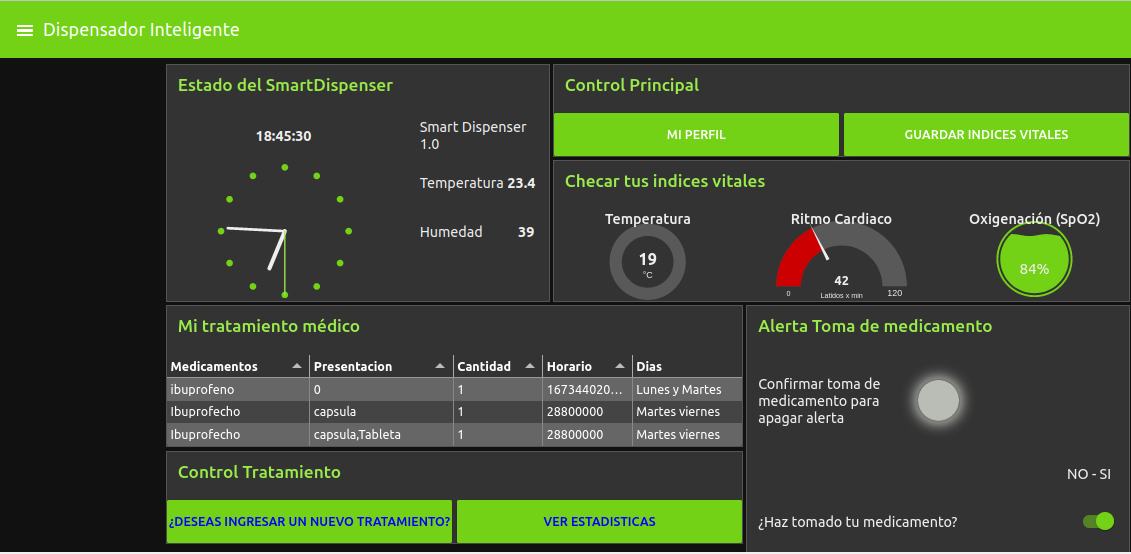 Dispensador Inteligente
Estado del SmartDispenser
18:45:30
Smart Dispenser
1.0
Temperatura 23.4
Humedad 39
Control Principal
MI PERFIL
GUARDAR INDICES VITALES
Checar tus indices vitales
Temperatura
19
°C
Ritmo Cardiaco
42
0 Latidos x min 120
Oxigenación (SpO2)
84%
Mi tratamiento médico
Medicamentos Presentacion Cantidad Horario Dias
ibuprofeno 0 1 167344020... Lunes y Martes
Ibuprofecho capsula 1 28800000 Martes viernes
Ibuprofecho capsula,Tableta 1 28800000 Martes viernes
Control Tratamiento
¿DESEAS INGRESAR UN NUEVO TRATAMIENTO?
VER ESTADISTICAS
Alerta Toma de medicamento
Confirmar toma de
medicamento para
apagar alerta
NO - SI
¿Haz tomado tu medicamento?